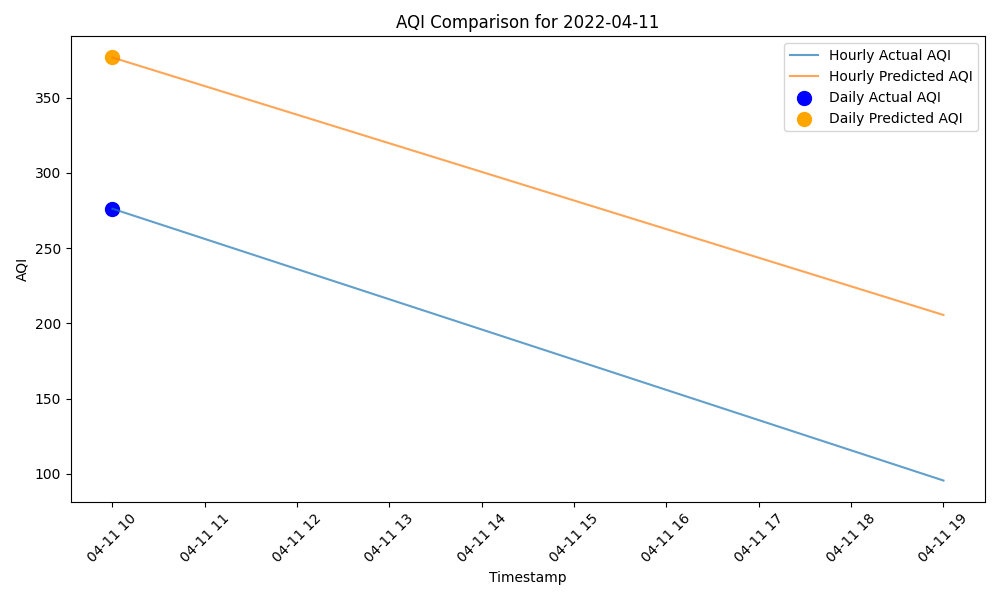 AQI Comparison for 2022-04-11
Hourly Actual AQI
Hourly Predicted AQI
Daily Actual AQI
Daily Predicted AQI
AQI
350
300
250
200
150
100
04-11 10
04-11 11
04-11 12
04-11 13
04-11 14
04-11 15
04-11 16
04-11 17
04-11 18
04-11 19
Timestamp